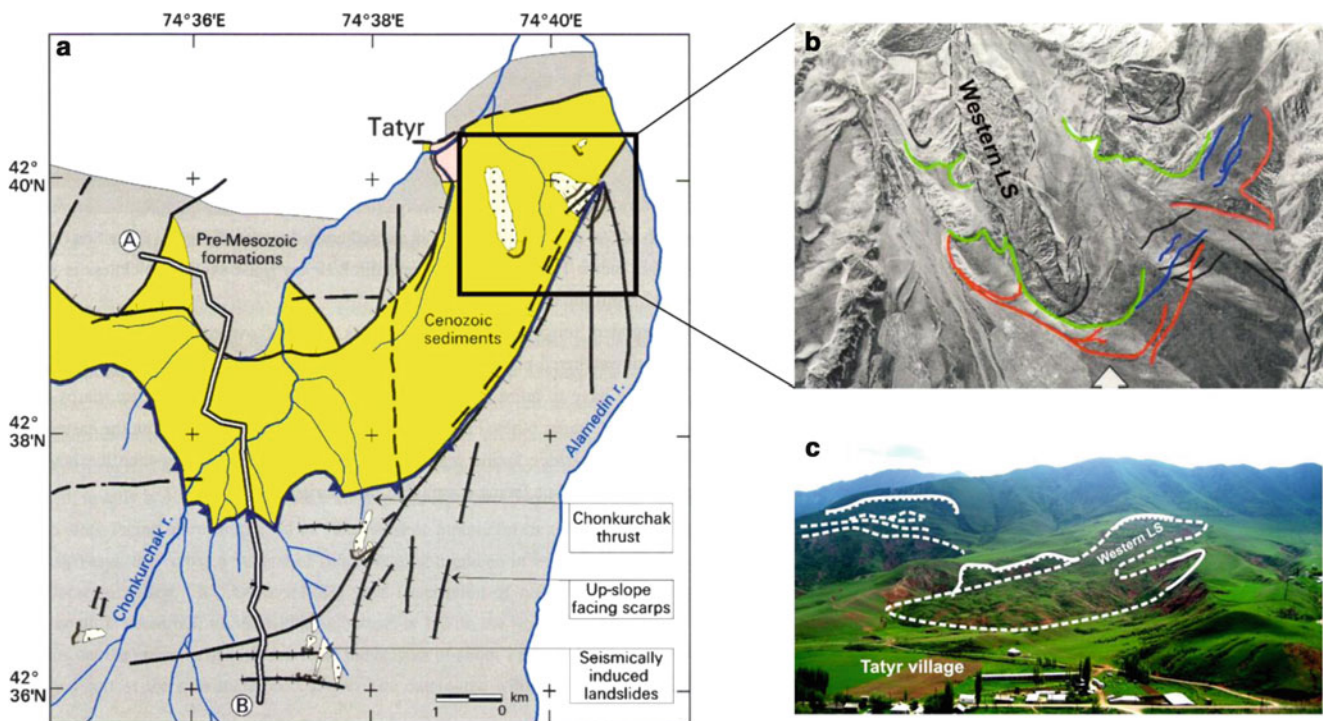 74°36'E
74°38'E
74°40'E
a
Tatyr
42°
40'N
A
Pre-Mesozoic
formations
Cenozoic
sediments
Alamedin r.
42°
38'N
Chonkurchak r.
Chonkurchak
thrust
Up-slope
facing scarps
Seismically
induced
landslides
42°
36'N
B
km
1
0
b
Western LS
c
Western LS
Tatyr village